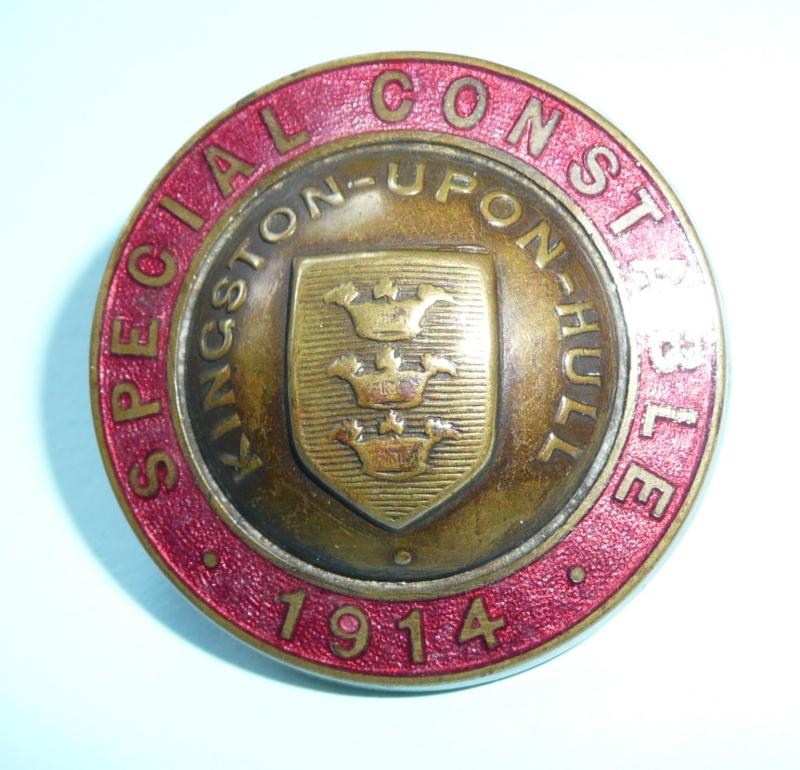 SPECIAL CONSTABLE
KINGSTON-UPON-HULL
1914